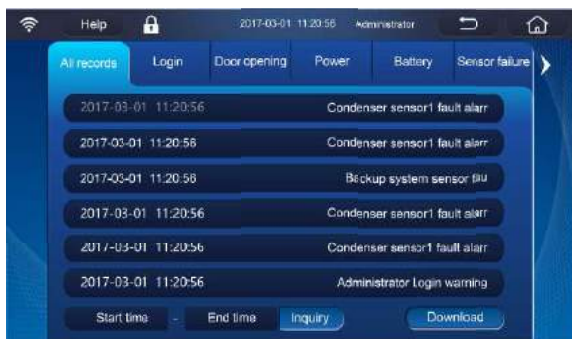 Help 2017-03-01 11:20:56 Administrator
All records Login Door opening Power Battery Sensor failure
2017-03-01 11:20:56 Condenser sensor1 fault alarr
2017-03-01 11:20:56 Condenser sensor1 fault alarr
2017-03-01 11:20:56 Backup system sensor fau
2017-03-01 11:20:56 Condenser sensor1 fault alarr
2017-03-01 11:20:56 Condenser sensor1 fault alarr
2017-03-01 11:20:56 Administrator Login warning
Start time - End time Inquiry Download